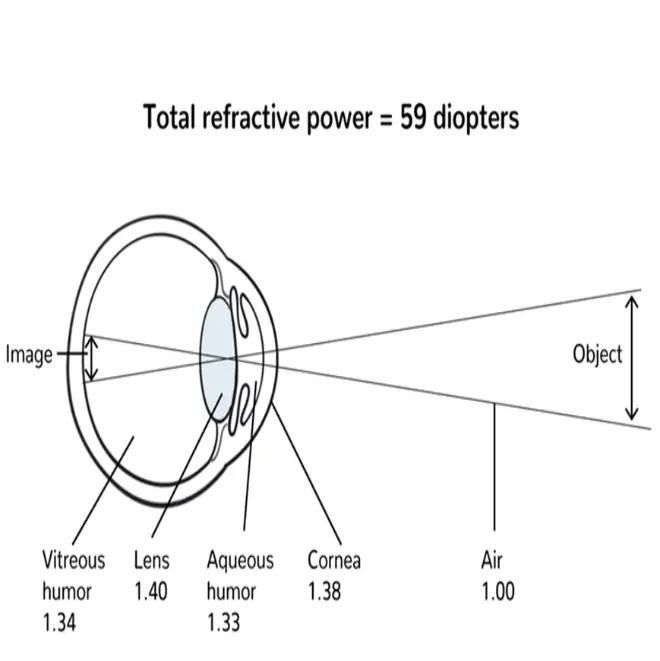 Total refractive power = 59 diopters
Image
Object
Vitreous
humor
1.34
Lens
1.40
Aqueous
humor
1.33
Cornea
1.38
Air
1.00